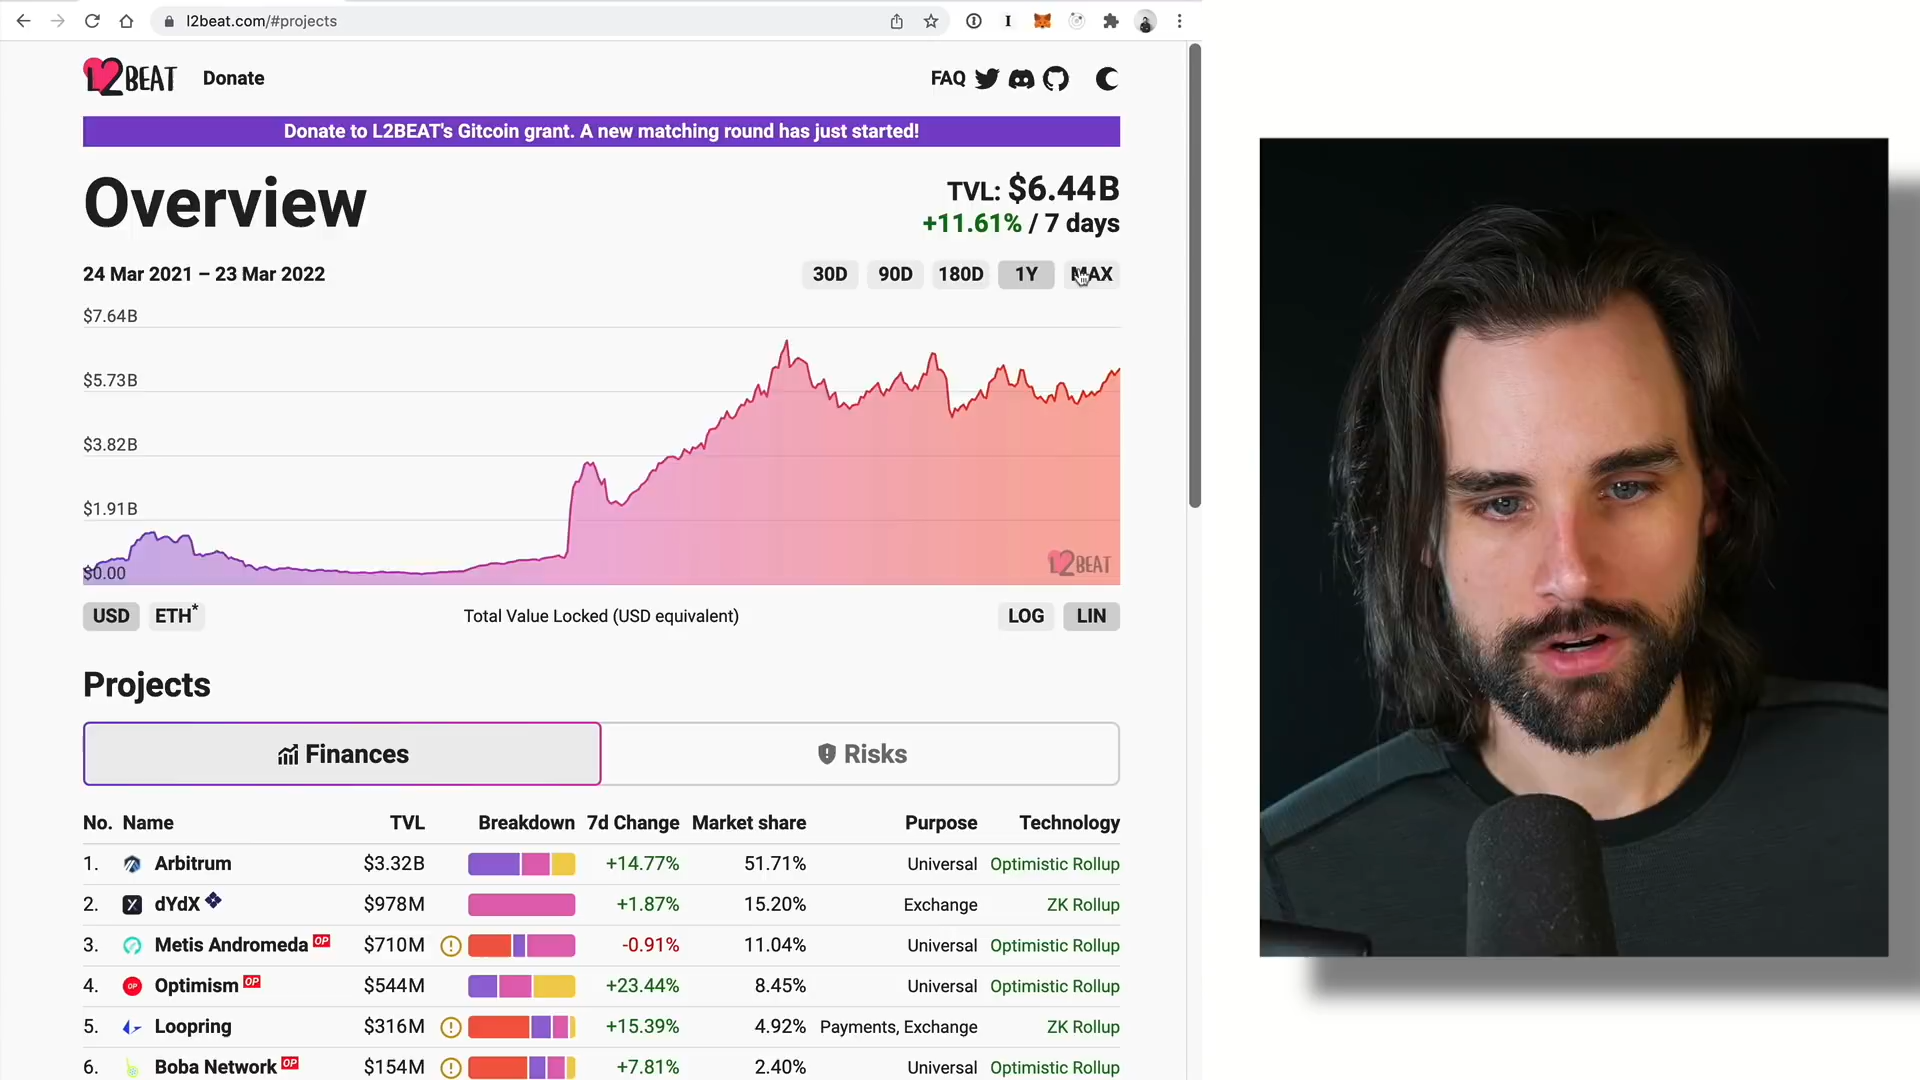 l2beat.com/#projects
L2BEAT Donate FAQ
Donate to L2BEAT's Gitcoin grant. A new matching round has just started!
Overview
TVL: $6.44B
+11.61% / 7 days
24 Mar 2021 – 23 Mar 2022 30D 90D 180D 1Y MAX
$7.64B
$5.73B
$3.82B
$1.91B
$0.00
L2BEAT
USD ETH* Total Value Locked (USD equivalent) LOG LIN
Projects
Finances Risks
No. Name TVL Breakdown 7d Change Market share Purpose Technology
1. Arbitrum $3.32B +14.77% 51.71% Universal Optimistic Rollup
2. dYdX $978M +1.87% 15.20% Exchange ZK Rollup
3. Metis Andromeda OP $710M -0.91% 11.04% Universal Optimistic Rollup
4. OP Optimism OP $544M +23.44% 8.45% Universal Optimistic Rollup
5. Loopring $316M +15.39% 4.92% Payments, Exchange ZK Rollup
6. Boba Network OP $154M +7.81% 2.40% Universal Optimistic Rollup